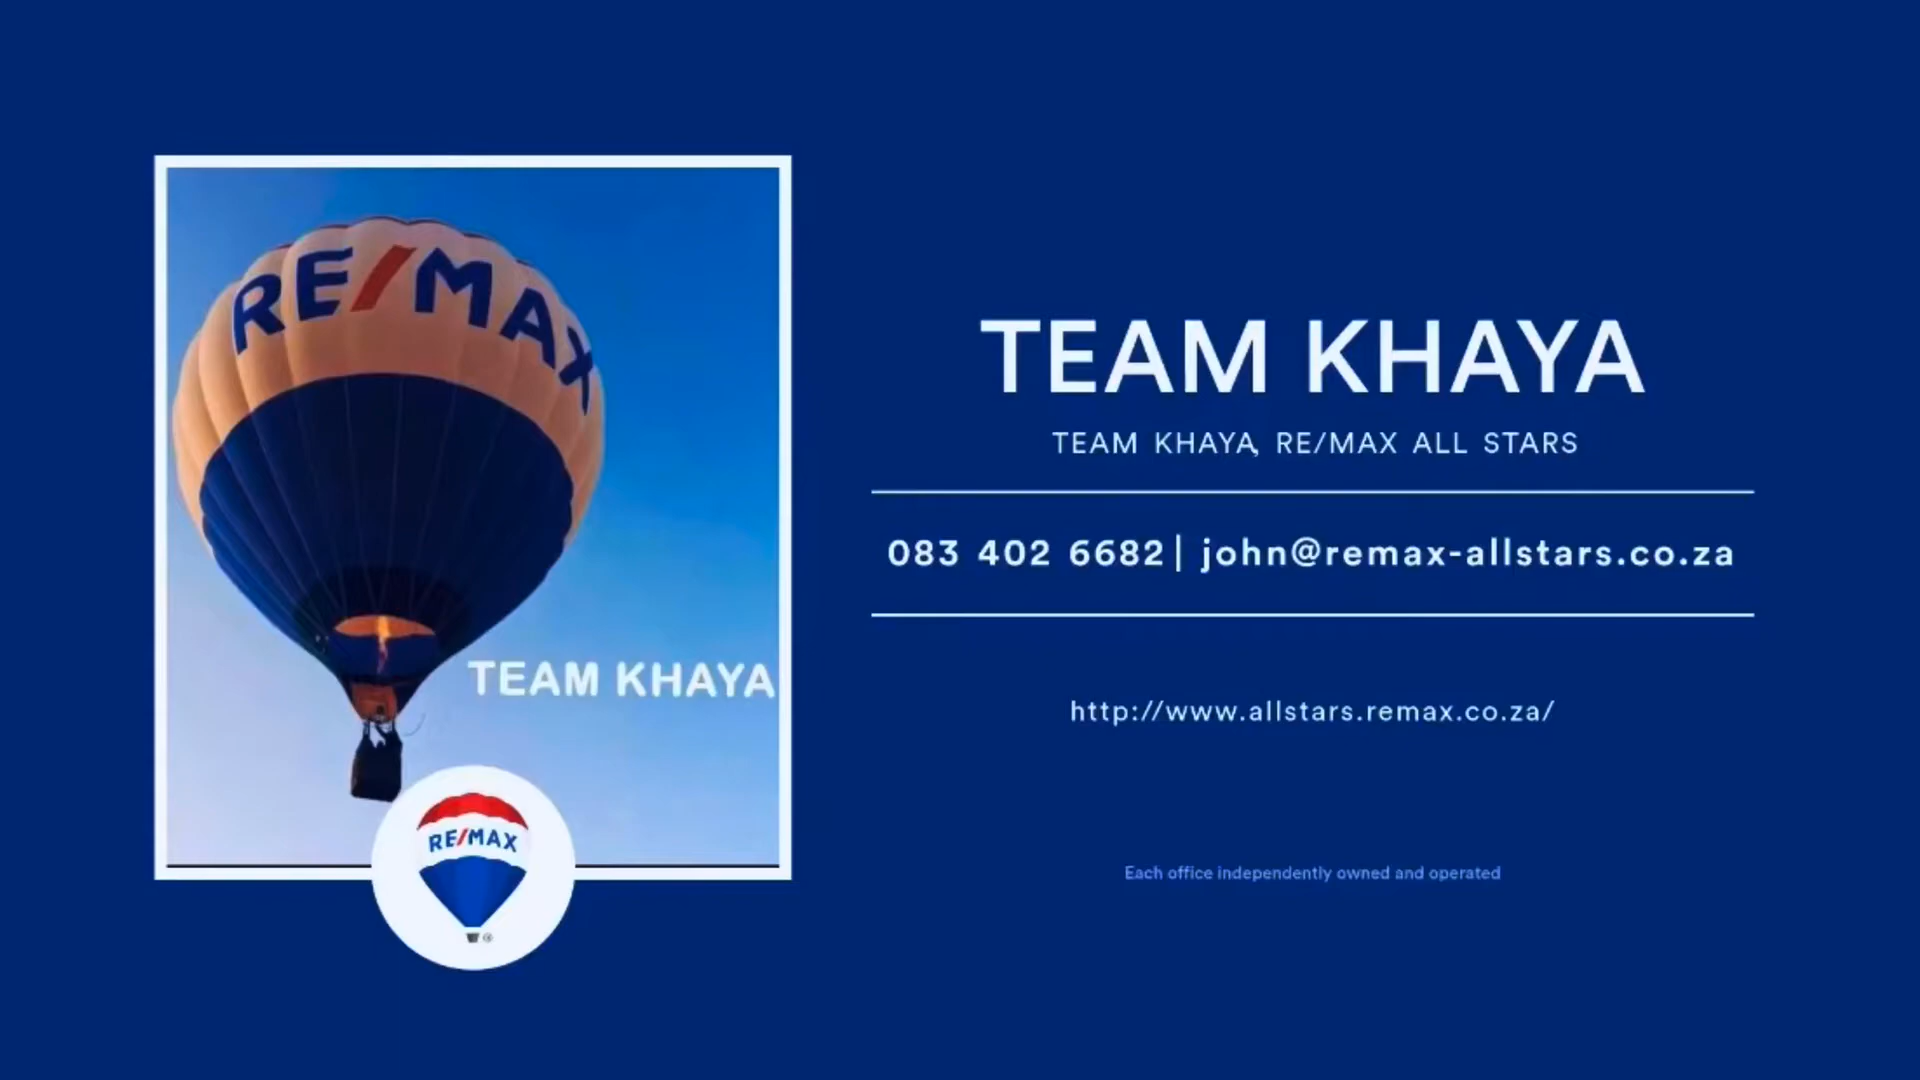 RE/MAX
TEAM KHAYA
RE/MAX
®
TEAM KHAYA
TEAM KHAYA, RE/MAX ALL STARS
083 402 6682| john@remax-allstars.co.za
http://www.allstars.remax.co.za/
Each office independently owned and operated